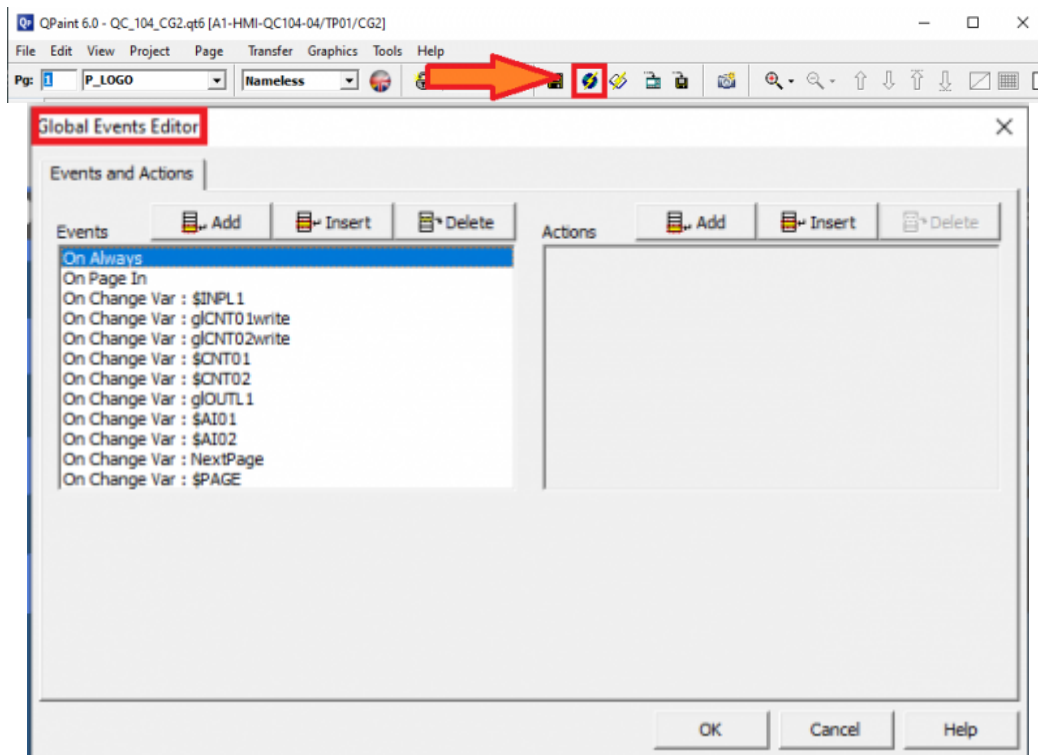 QPaint 6.0 - QC_104_CG2.qt6 [A1-HMI-QC104-04/TP01/CG2]
File Edit View Project Page Transfer Graphics Tools Help
Pg: 1 P_LOGO Nameless
Global Events Editor
Events and Actions
Events Add Insert Delete Actions Add Insert Delete
On Always
On Page In
On Change Var : $INPL1
On Change Var : glCNT01write
On Change Var : glCNT02write
On Change Var : $CNT01
On Change Var : $CNT02
On Change Var : glOUTL1
On Change Var : $AI01
On Change Var : $AI02
On Change Var : NextPage
On Change Var : $PAGE
OK Cancel Help